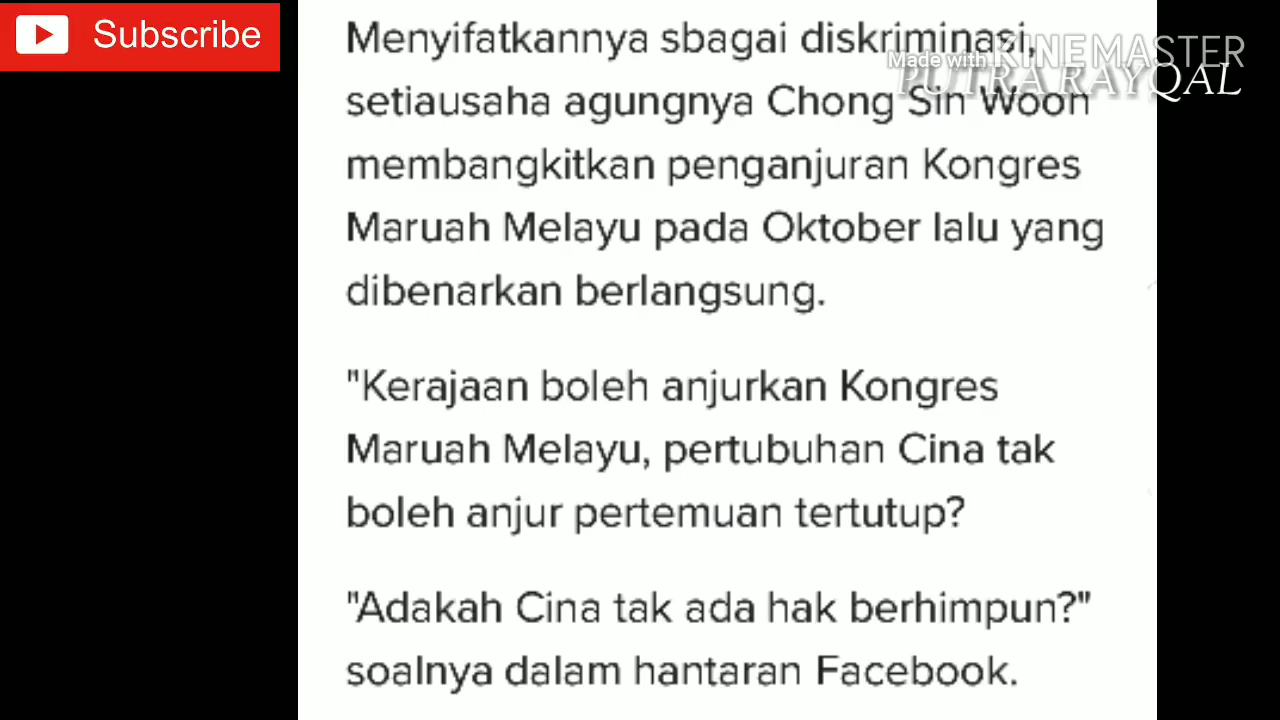 Subscribe
Menyifatkannya sbagai diskriminasi,
Made with KINEMASTER
PUTRA RAYQAL
setiausaha agungnya Chong Sin Woon
membangkitkan penganjuran Kongres
Maruah Melayu pada Oktober lalu yang
dibenarkan berlangsung.
"Kerajaan boleh anjurkan Kongres
Maruah Melayu, pertubuhan Cina tak
boleh anjur pertemuan tertutup?
"Adakah Cina tak ada hak berhimpun?"
soalnya dalam hantaran Facebook.